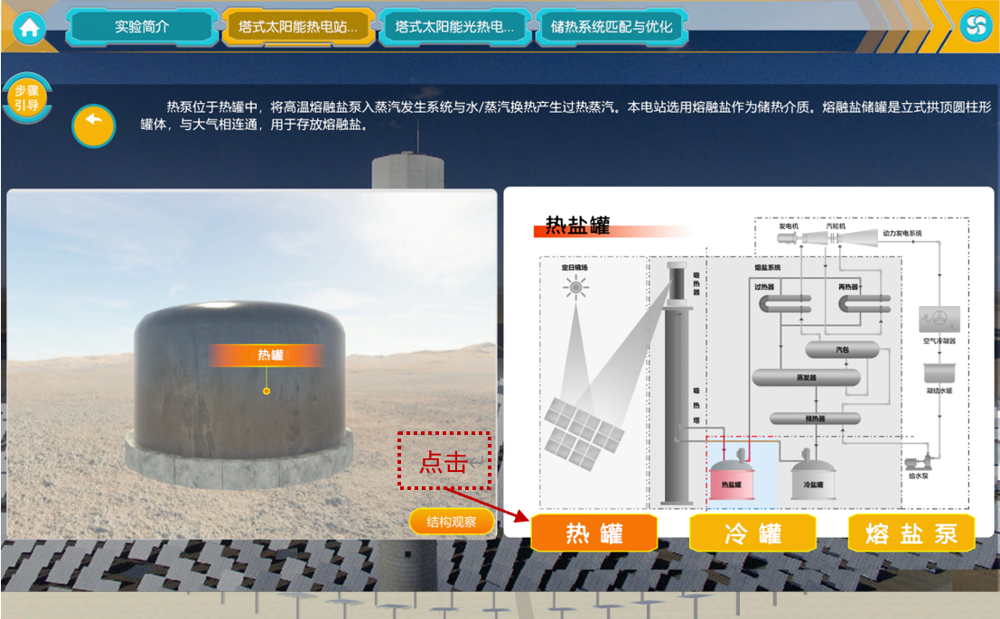 实验简介
塔式太阳能热电站...
塔式太阳能光热电...
储热系统匹配与优化
步骤
引导
热泵位于热罐中，将高温熔融盐泵入蒸汽发生系统与水/蒸汽换热产生过热蒸汽。本电站选用熔融盐作为储热介质。熔融盐储罐是立式拱顶圆柱形
罐体，与大气相连通，用于存放熔融盐。
热罐
点击
结构观察
热盐罐
发电机
汽轮机
动力发电系统
定日镜场
吸热器
熔盐系统
过热器
再热器
空气冷凝器
汽包
凝结水罐
蒸发器
吸热塔
预热器
热盐罐
冷盐罐
给水泵
热罐
冷罐
熔盐泵